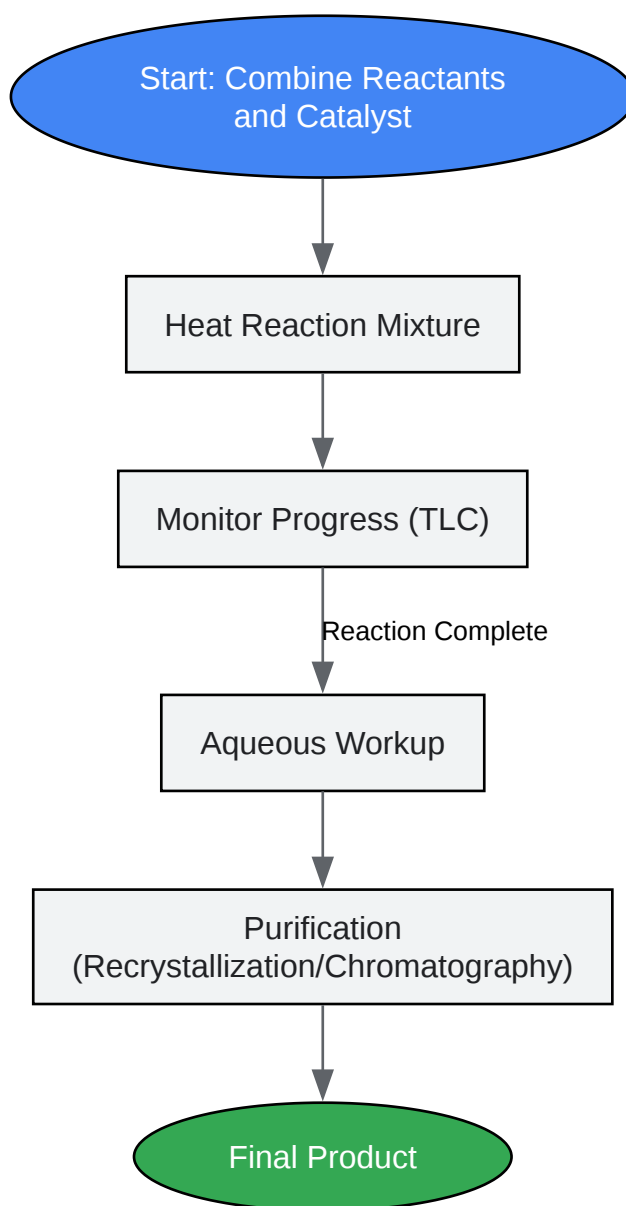 Start: Combine Reactants
and Catalyst
Heat Reaction Mixture
Monitor Progress (TLC)
Reaction Complete
Aqueous Workup
Purification
(Recrystallization/Chromatography)
Final Product